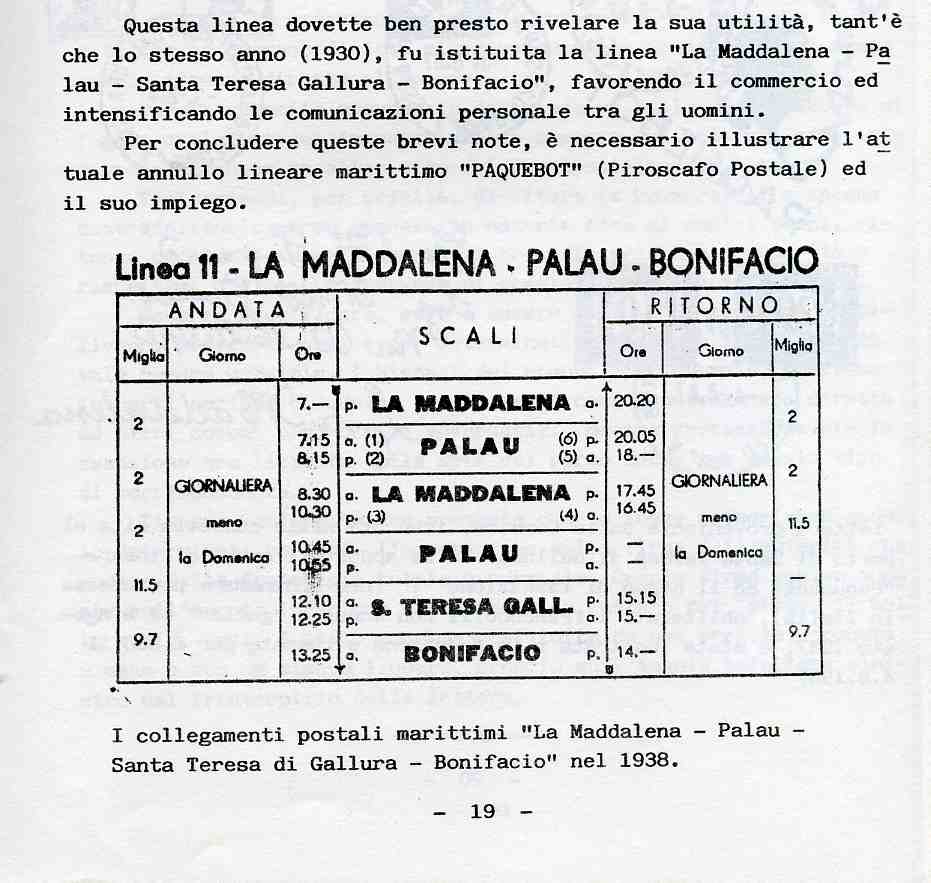 Questa linea dovette ben presto rivelare la sua utilità, tant'è
che lo stesso anno (1930), fu istituita la linea "La Maddalena - Pa
lau - Santa Teresa Gallura - Bonifacio", favorendo il commercio ed
intensificando le comunicazioni personale tra gli uomini.
Per concludere queste brevi note, è necessario illustrare l'at
tuale annullo lineare marittimo "PAQUEBOT" (Piroscafo Postale) ed
il suo impiego.
Linea 11 - LA MADDALENA - PALAU - BONIFACIO
ANDATA SCALI RITORNO
Miglia Giorno Ore Ore Giorno Miglia
7.— p. LA MADDALENA a. 20.20
2 2
7.15 a. (1) PALAU (6) p. 20.05
8.15 p. (2) (5) a. 18.—
2 GIORNALIERA GIORNALIERA 2
8.30 a. LA MADDALENA p. 17.45
10.30 p. (3) (4) a. 16.45
2 meno meno 11.5
10.45 a. PALAU p. —
10.55 p. a. —
la Domenica la Domenica
11.5 —
12.10 a. S. TERESA GALL. p. 15.15
12.25 p. a. 15.—
9.7 9.7
13.25 a. BONIFACIO p. 14.—
I collegamenti postali marittimi "La Maddalena - Palau -
Santa Teresa di Gallura - Bonifacio" nel 1938.
- 19 -